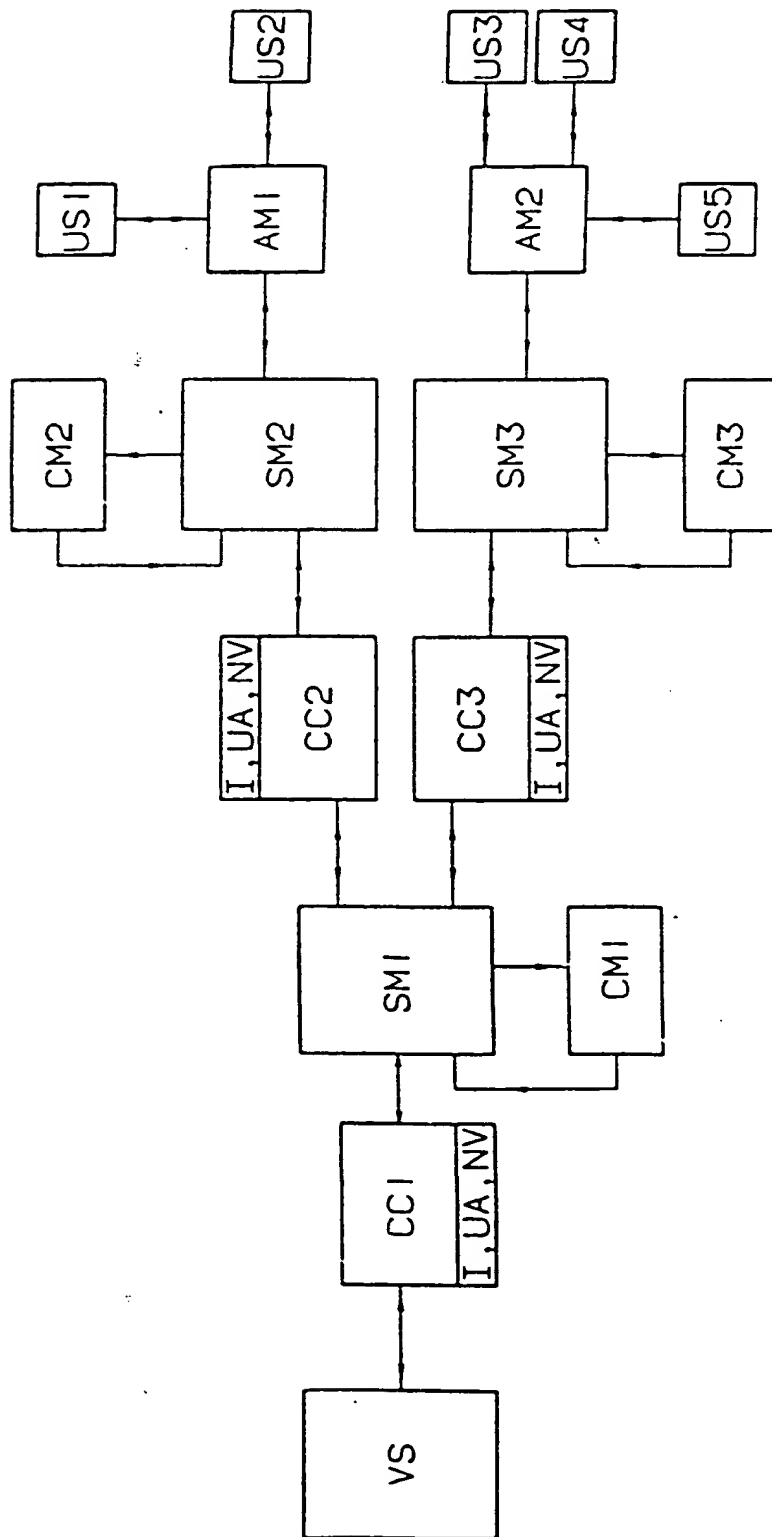 US1
US2
US3
US4
US5
AM1
AM2
CM2
SM2
SM3
CM3
I,UA,NV
CC2
CC3
I,UA,NV
SM1
CM1
CC1
I,UA,NV
VS